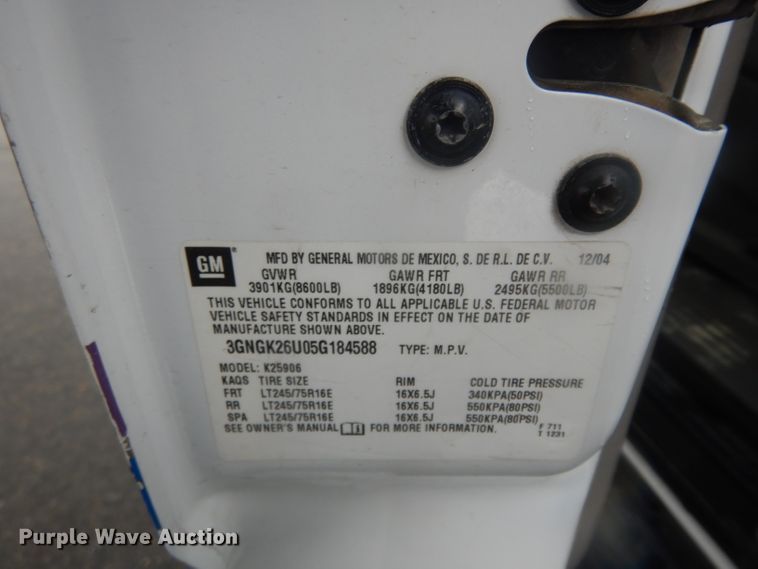 GM
MFD BY GENERAL MOTORS DE MEXICO, S. DE R.L. DE C.V. 12/04
GVWR GAWR FRT GAWR RR
3901KG(8600LB) 1896KG(4180LB) 2495KG(5500LB)
THIS VEHICLE CONFORMS TO ALL APPLICABLE U.S. FEDERAL MOTOR
VEHICLE SAFETY STANDARDS IN EFFECT ON THE DATE OF
MANUFACTURE SHOWN ABOVE.
3GNGK26U05G184588 TYPE: M.P.V.
MODEL: K25906
KAQS TIRE SIZE RIM COLD TIRE PRESSURE
FRT LT245/75R16E 16X6.5J 340KPA(50PSI)
RR LT245/75R16E 16X6.5J 550KPA(80PSI)
SPA LT245/75R16E 16X6.5J 550KPA(80PSI)
SEE OWNER'S MANUAL FOR MORE INFORMATION.
F 711
T 1231
Purple Wave Auction